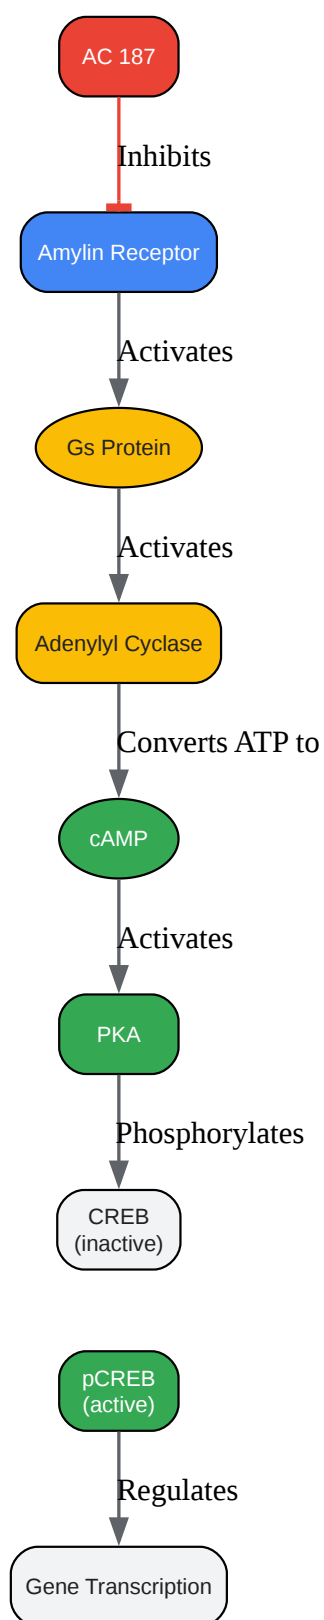 AC 187
Inhibits
Amylin Receptor
Activates
Gs Protein
Activates
Adenylyl Cyclase
Converts ATP to
cAMP
Activates
PKA
Phosphorylates
CREB
(inactive)
pCREB
(active)
Regulates
Gene Transcription